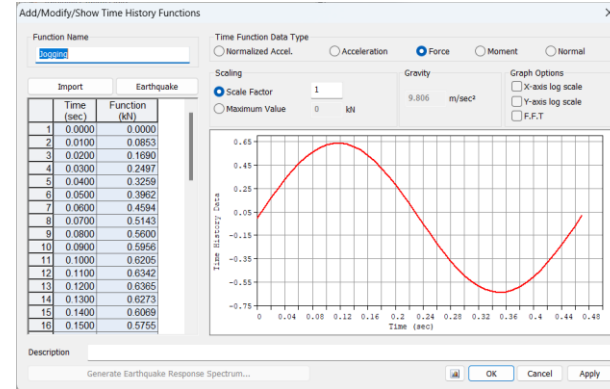 Add/Modify/Show Time History Functions
Function Name
Jogging
Import
Earthquake
Time Function Data Type
Normalized Accel.
Acceleration
Force
Moment
Normal
Scaling
Scale Factor
1
Maximum Value
0
kN
Gravity
9.806
m/sec²
Graph Options
X-axis log scale
Y-axis log scale
F.F.T
Time (sec) Function (kN)
1 0.0000 0.0000
2 0.0100 0.0853
3 0.0200 0.1690
4 0.0300 0.2497
5 0.0400 0.3259
6 0.0500 0.3962
7 0.0600 0.4594
8 0.0700 0.5143
9 0.0800 0.5600
10 0.0900 0.5956
11 0.1000 0.6205
12 0.1100 0.6342
13 0.1200 0.6365
14 0.1300 0.6273
15 0.1400 0.6069
16 0.1500 0.5755
Time History Data
0.65
0.45
0.25
0.05
-0.15
-0.35
-0.55
-0.75
0 0.04 0.08 0.12 0.16 0.2 0.24 0.28 0.32 0.36 0.4 0.44 0.48
Time (sec)
Description
Generate Earthquake Response Spectrum...
OK
Cancel
Apply